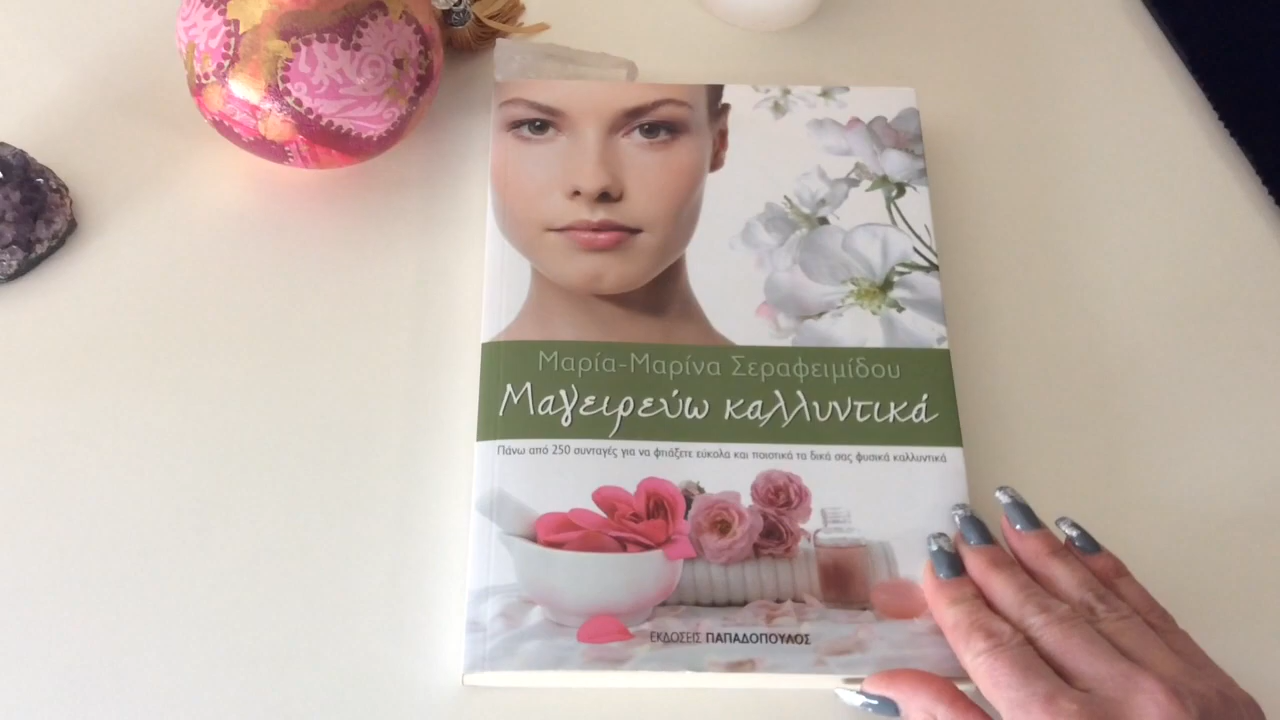 Μαρία-Μαρίνα Σεραφειμίδου
Μαγειρεύω καλλυντικά
Πάνω από 250 συνταγές για να φτιάξετε εύκολα και ποιοτικά τα δικά σας φυσικά καλλυντικά
ΕΚΔΟΣΕΙΣ ΠΑΠΑΔΟΠΟΥΛΟΣ